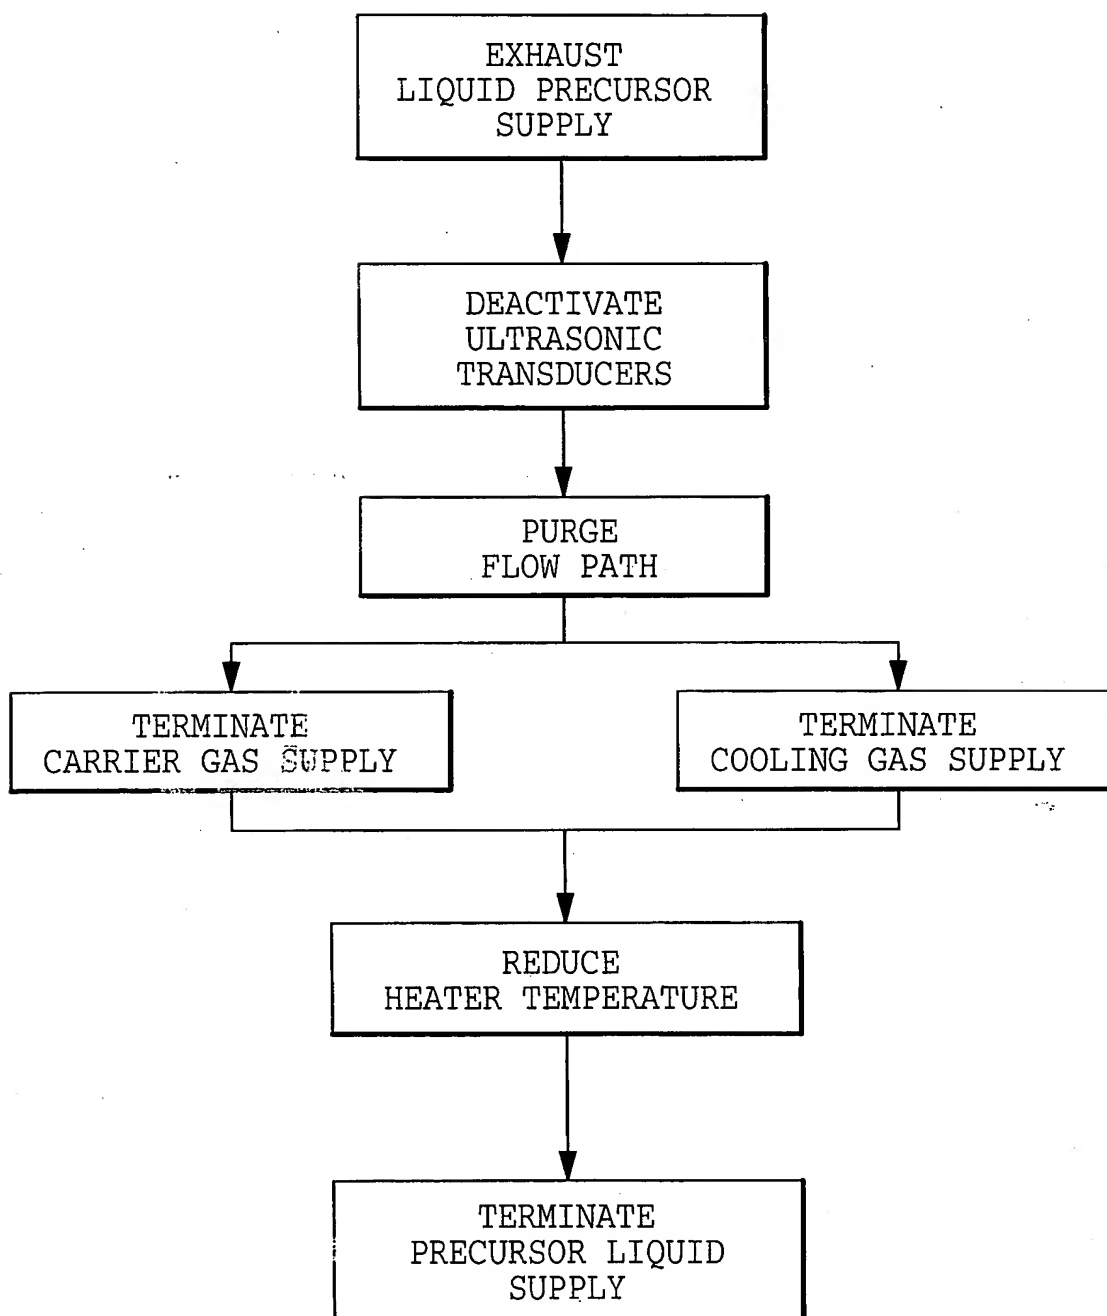 EXHAUST
LIQUID PRECURSOR
SUPPLY
DEACTIVATE
ULTRASONIC
TRANSDUCERS
PURGE
FLOW PATH
TERMINATE
CARRIER GAS SUPPLY
TERMINATE
COOLING GAS SUPPLY
REDUCE
HEATER TEMPERATURE
TERMINATE
PRECURSOR LIQUID
SUPPLY